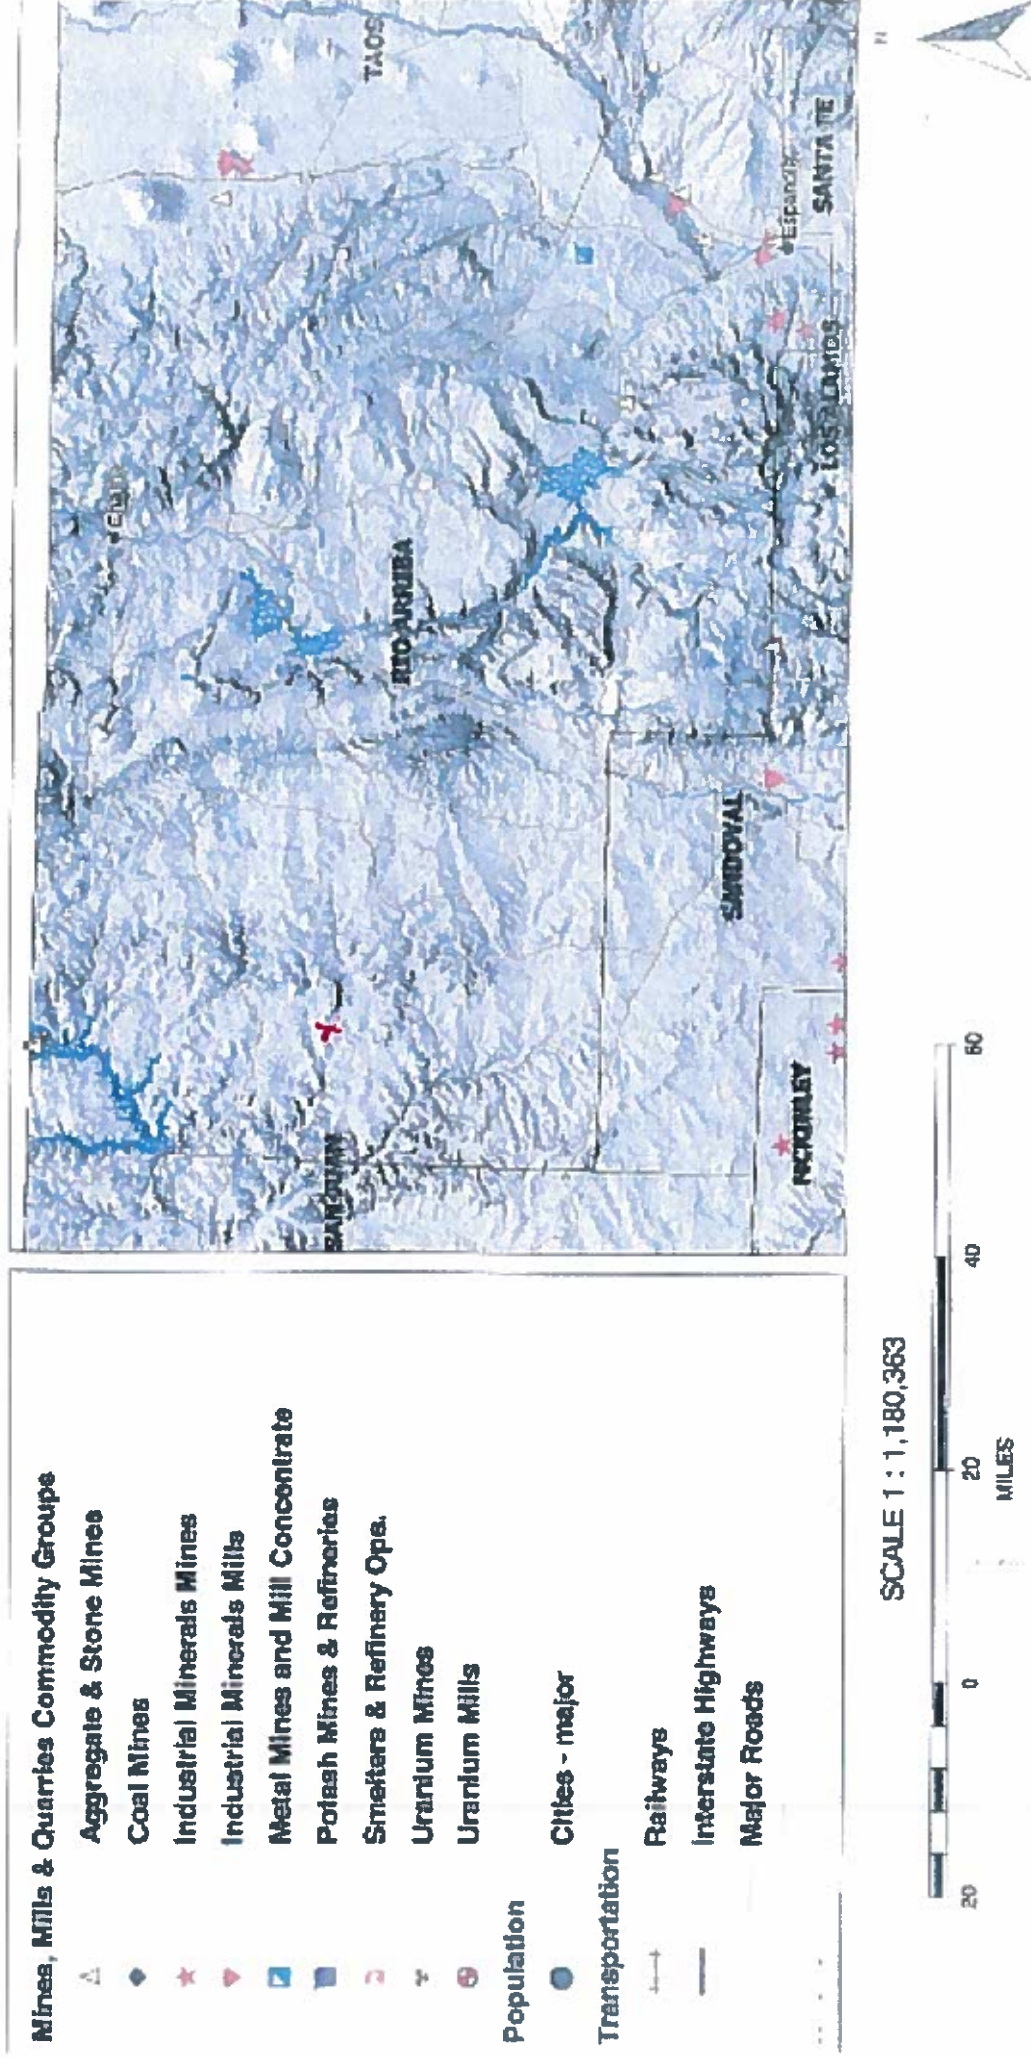 Mines, Mills & Quarries Commodity Groups
Aggregate & Stone Mines
Coal Mines
Industrial Minerals Mines
Industrial Minerals Mills
Metal Mines and Mill Concentrate
Potash Mines & Refineries
Smelters & Refinery Ops.
Uranium Mines
Uranium Mills
Population
Cities - major
Transportation
Railways
Interstate Highways
Major Roads
TAOS
RIO ARRIBA
SANDOVAL
MCKINLEY
LOS ALAMOS
SANTA FE
SCALE 1 : 1,180,363
20 0 20 40 60
MILES
N